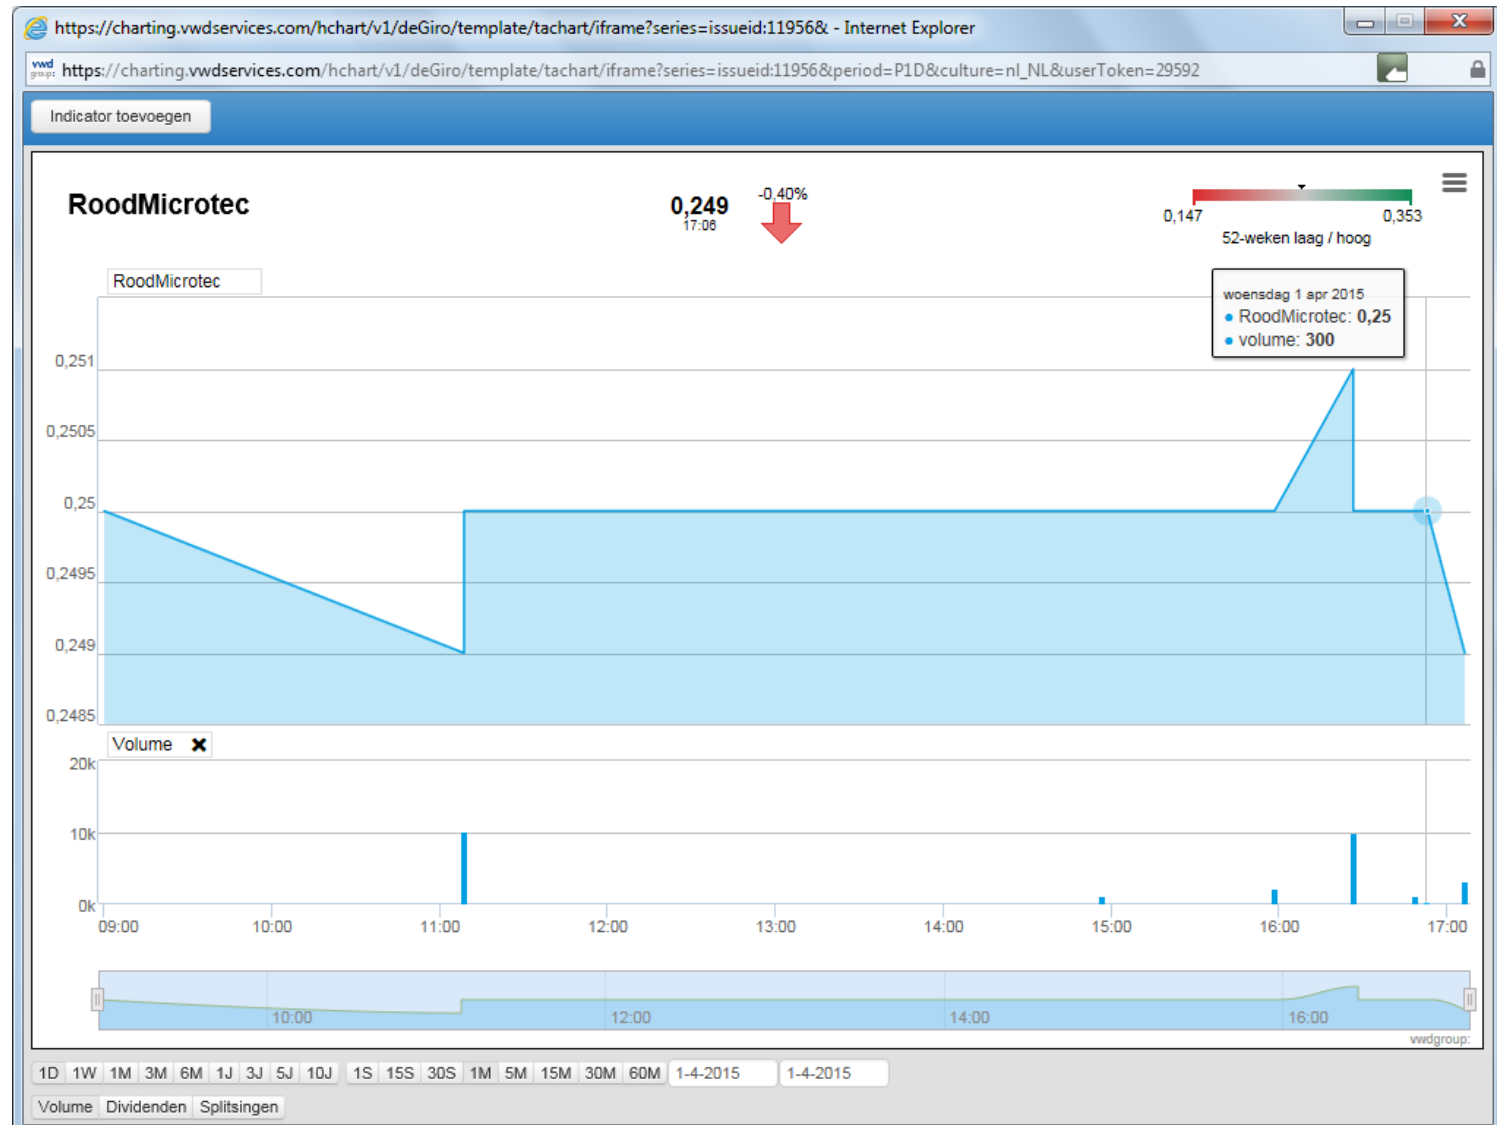 https://charting.vwdservices.com/hchart/v1/deGiro/template/tachart/iframe?series=issueid:11956& - Internet Explorer
vwd group: https://charting.vwdservices.com/hchart/v1/deGiro/template/tachart/iframe?series=issueid:11956&period=P1D&culture=nl_NL&userToken=29592
Indicator toevoegen
RoodMicrotec
0,249
17:06
-0,40%
0,147 0,353
52-weken laag / hoog
RoodMicrotec
woensdag 1 apr 2015
RoodMicrotec: 0,25
volume: 300
0,251
0,2505
0,25
0,2495
0,249
0,2485
Volume
20k
10k
0k
09:00 10:00 11:00 12:00 13:00 14:00 15:00 16:00 17:00
10:00 12:00 14:00 16:00
vwdgroup:
1D 1W 1M 3M 6M 1J 3J 5J 10J 1S 15S 30S 1M 5M 15M 30M 60M 1-4-2015 1-4-2015
Volume Dividenden Splitsingen